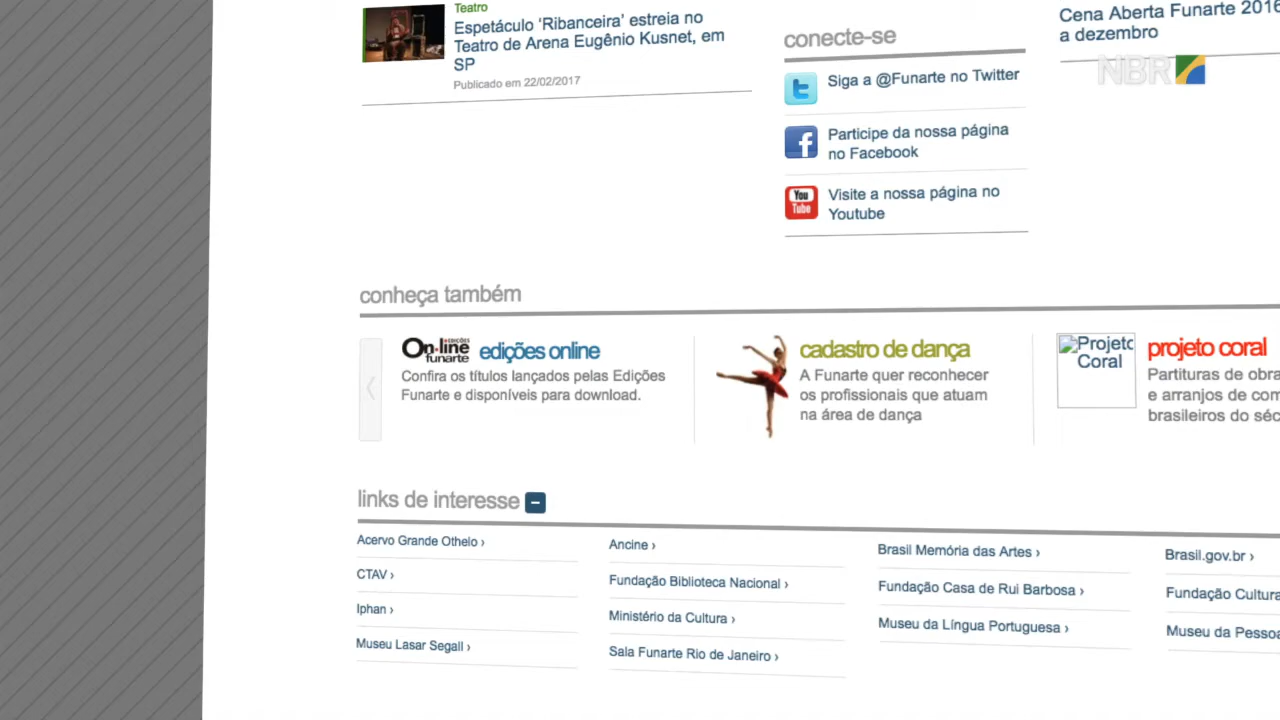 Teatro
Espetáculo ‘Ribanceira’ estreia no
Teatro de Arena Eugênio Kusnet, em
SP
Publicado em 22/02/2017
conecte-se
Siga a @Funarte no Twitter
Participe da nossa página
no Facebook
You
Tube
Visite a nossa página no
Youtube
Cena Aberta Funarte 2016
a dezembro
NBR
conheça também
On-line
EDIÇÕES
funarte
edições online
Confira os títulos lançados pelas Edições
Funarte e disponíveis para download.
cadastro de dança
A Funarte quer reconhecer
os profissionais que atuam
na área de dança
Projeto
Coral
projeto coral
Partituras de obra
e arranjos de com
brasileiros do séc
links de interesse
Acervo Grande Othelo ›
CTAV ›
Iphan ›
Museu Lasar Segall ›
Ancine ›
Fundação Biblioteca Nacional ›
Ministério da Cultura ›
Sala Funarte Rio de Janeiro ›
Brasil Memória das Artes ›
Fundação Casa de Rui Barbosa ›
Museu da Língua Portuguesa ›
Brasil.gov.br ›
Fundação Cultura
Museu da Pessoa